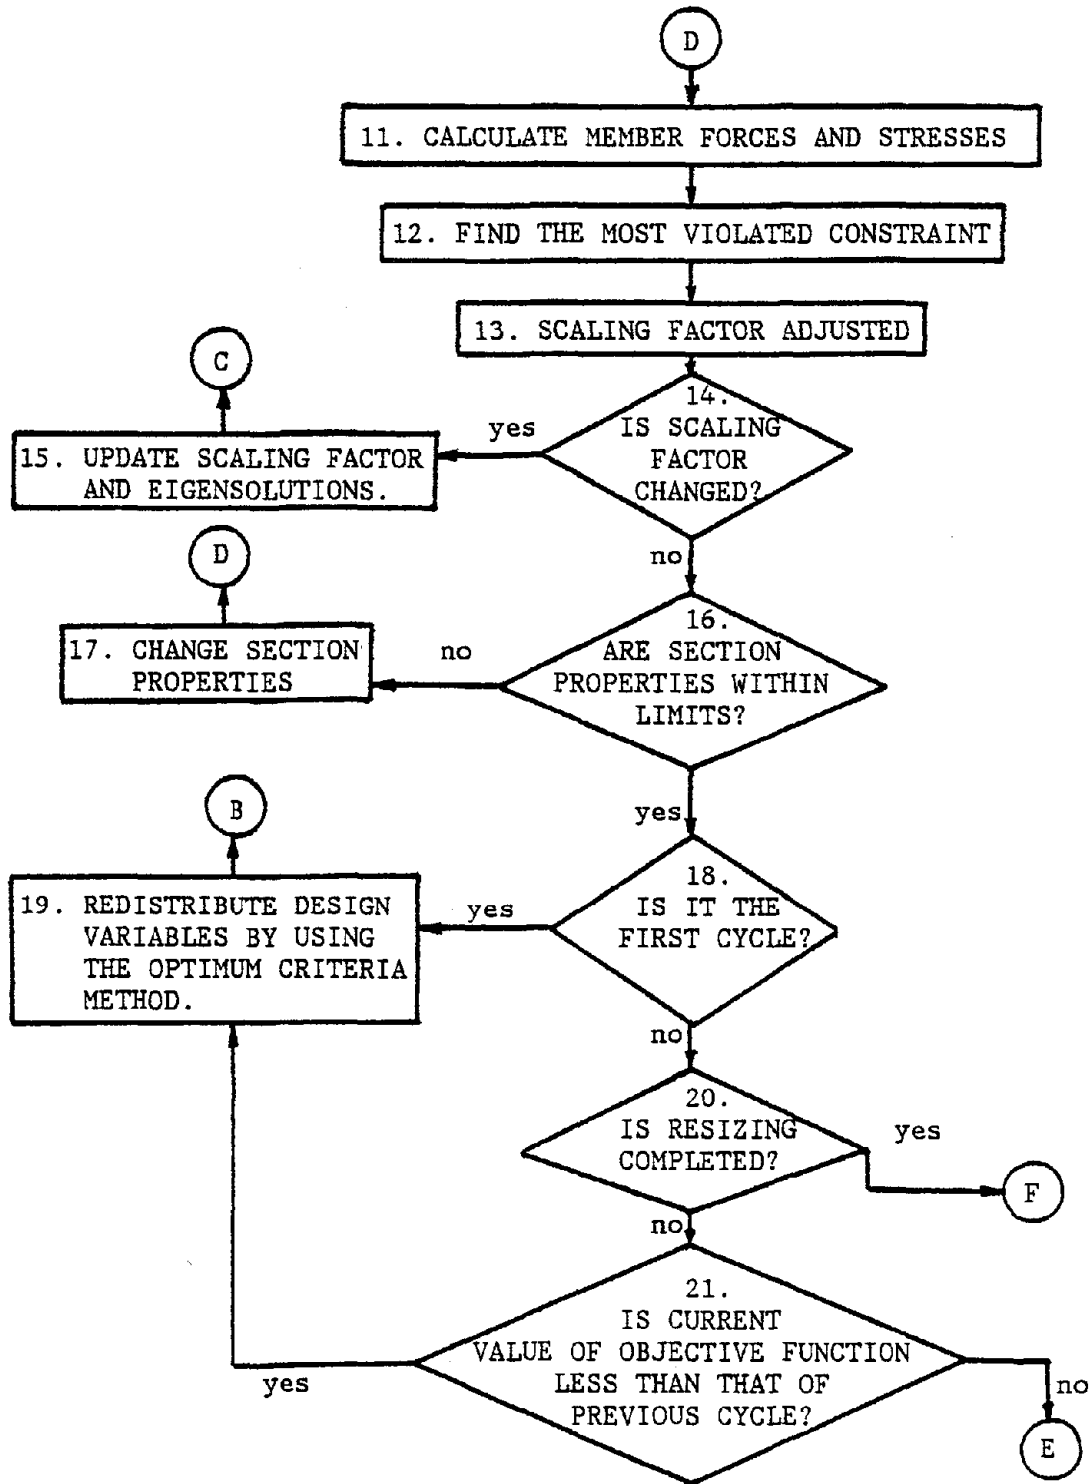 D
11. CALCULATE MEMBER FORCES AND STRESSES
12. FIND THE MOST VIOLATED CONSTRAINT
13. SCALING FACTOR ADJUSTED
14.
IS SCALING
FACTOR
CHANGED?
yes
C
15. UPDATE SCALING FACTOR
AND EIGENSOLUTIONS.
no
D
16.
ARE SECTION
PROPERTIES WITHIN
LIMITS?
no
17. CHANGE SECTION
PROPERTIES
yes
B
18.
IS IT THE
FIRST CYCLE?
yes
19. REDISTRIBUTE DESIGN
VARIABLES BY USING
THE OPTIMUM CRITERIA
METHOD.
no
20.
IS RESIZING
COMPLETED?
yes
F
no
21.
IS CURRENT
VALUE OF OBJECTIVE FUNCTION
LESS THAN THAT OF
PREVIOUS CYCLE?
yes
no
E